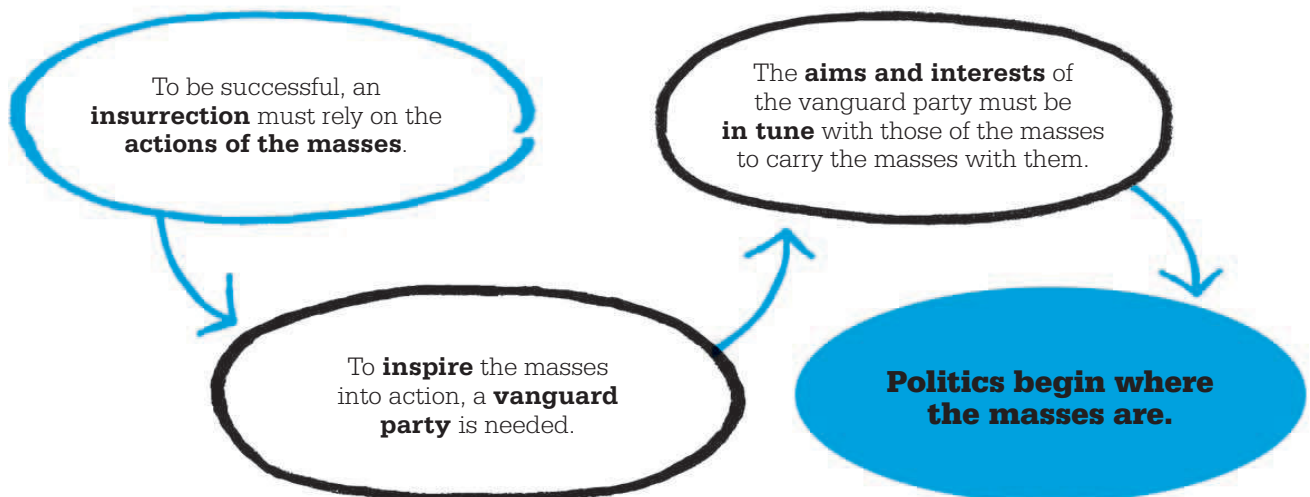 To be successful, an
insurrection must rely on the
actions of the masses.
To inspire the masses
into action, a vanguard
party is needed.
The aims and interests of
the vanguard party must be
in tune with those of the masses
to carry the masses with them.
Politics begin where
the masses are.